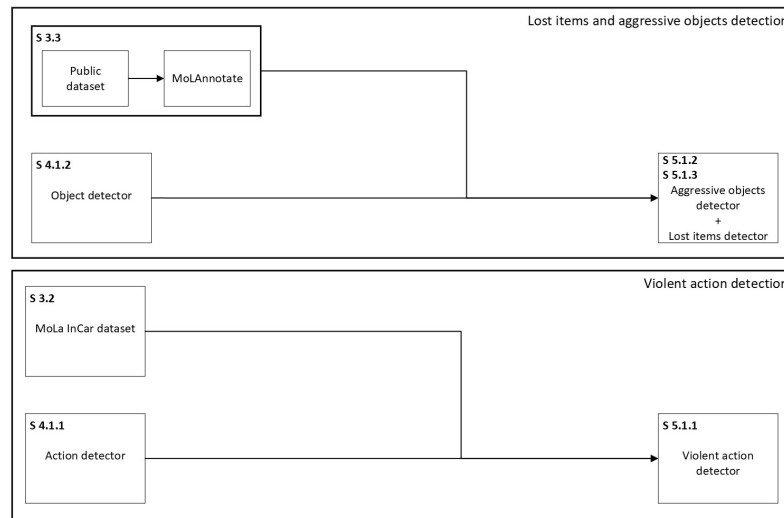 Lost items and aggressive objects detection
S 3.3
Public
dataset
MoLAnnotate
S 4.1.2
Object detector
S 5.1.2
S 5.1.3
Aggressive objects
detector
+
Lost items detector
Violent action detection
S 3.2
MoLa InCar dataset
S 4.1.1
Action detector
S 5.1.1
Violent action
detector